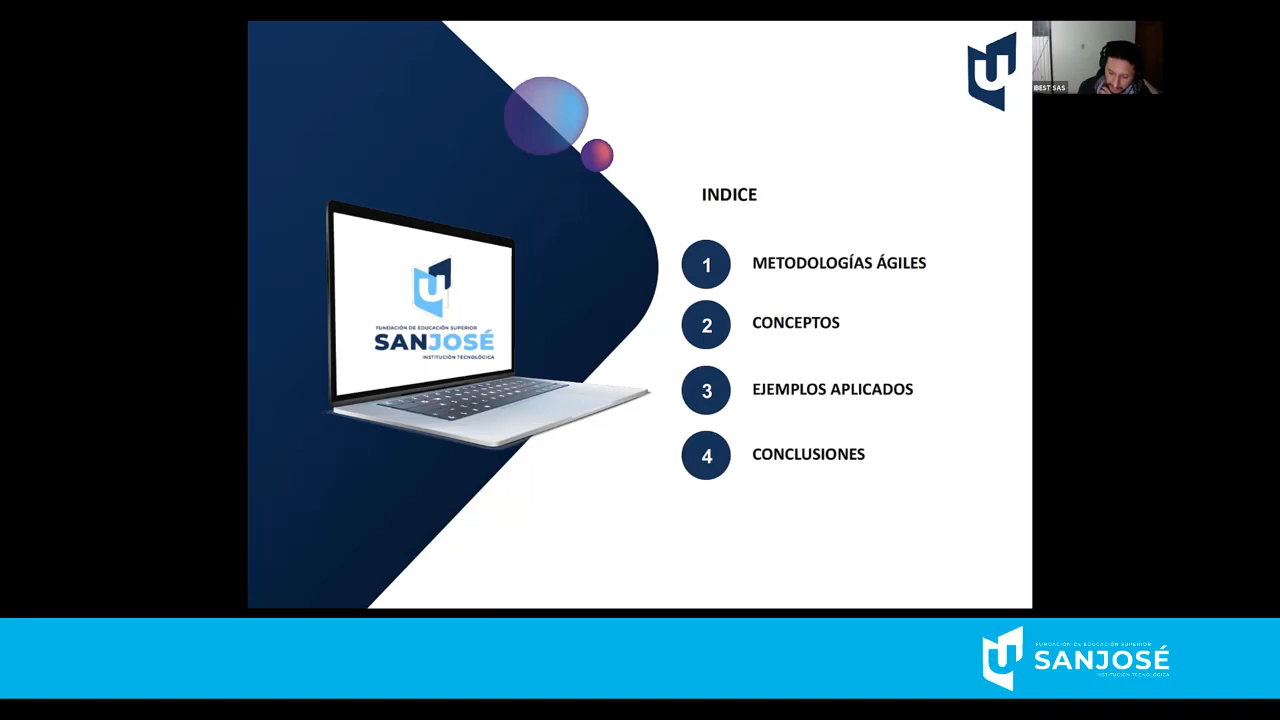 BEST SAS
INDICE
1 METODOLOGÍAS ÁGILES
2 CONCEPTOS
3 EJEMPLOS APLICADOS
4 CONCLUSIONES
FUNDACIÓN DE EDUCACIÓN SUPERIOR
SANJOSÉ
INSTITUCIÓN TECNOLÓGICA
FUNDACIÓN DE EDUCACIÓN SUPERIOR
SANJOSÉ
INSTITUCIÓN TECNOLÓGICA